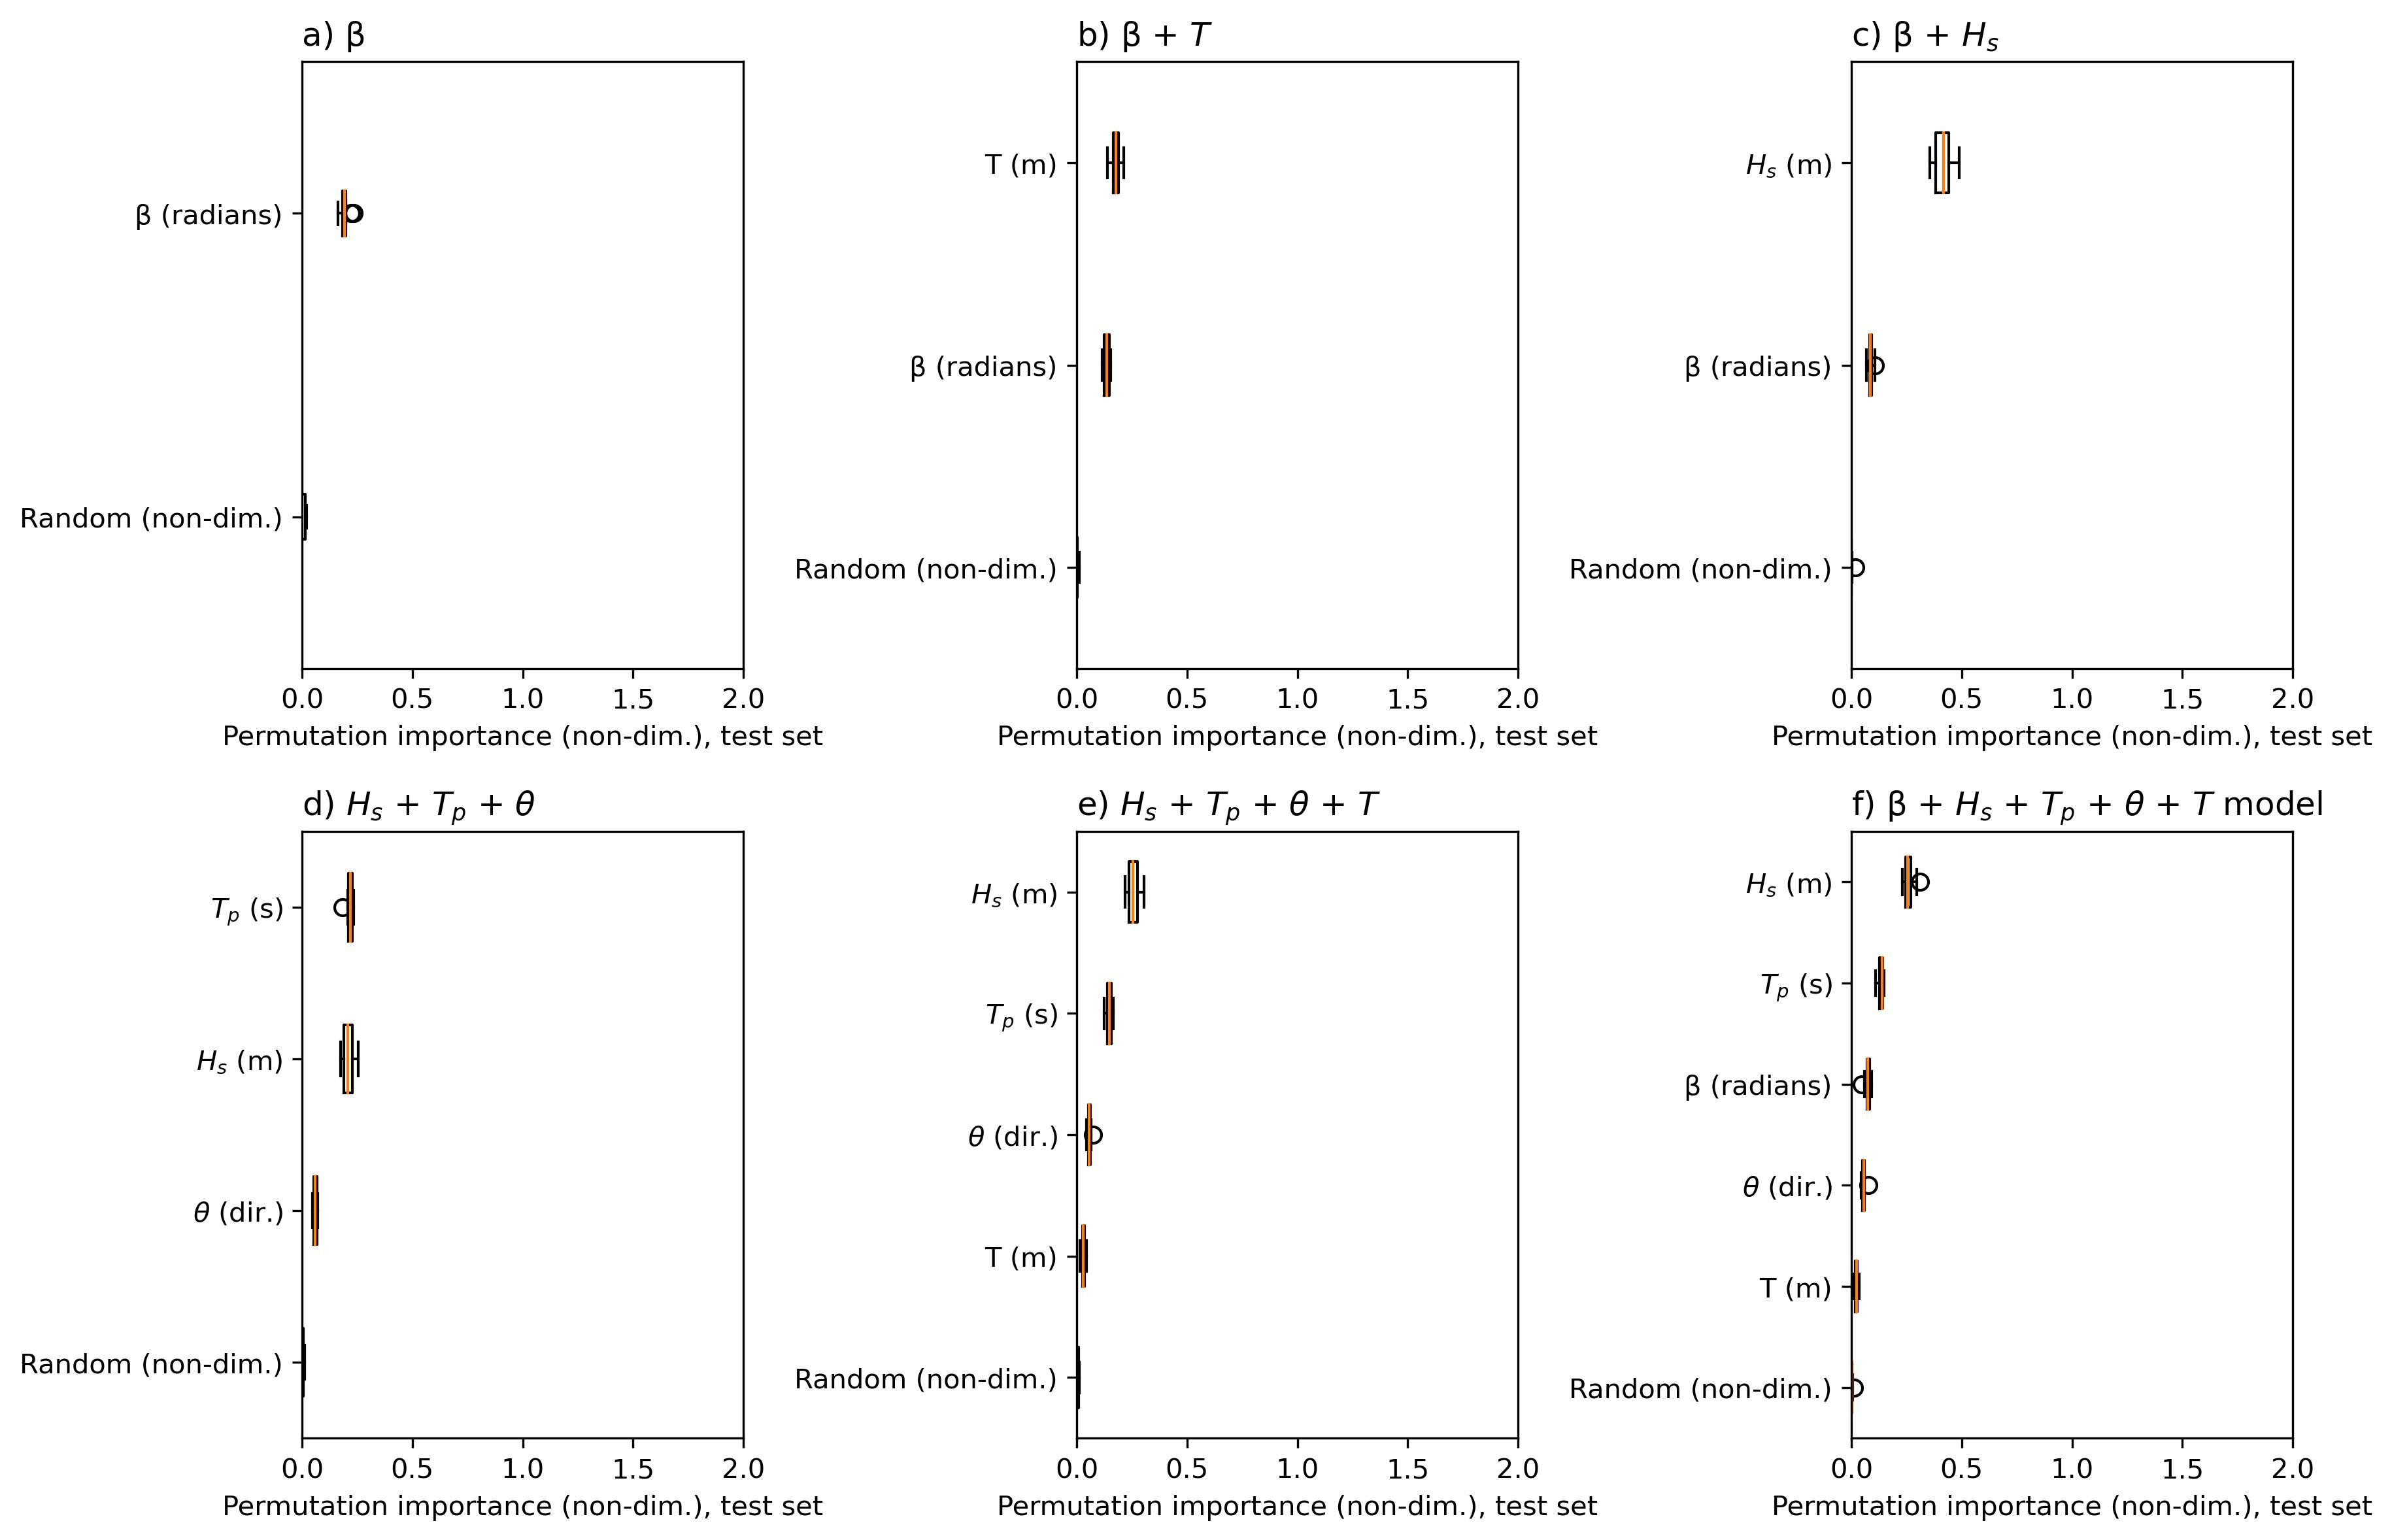 a) β
β (radians)
Random (non-dim.)
0.0 0.5 1.0 1.5 2.0
Permutation importance (non-dim.), test set
b) β + T
T (m)
β (radians)
Random (non-dim.)
0.0 0.5 1.0 1.5 2.0
Permutation importance (non-dim.), test set
c) β + Hs
Hs (m)
β (radians)
Random (non-dim.)
0.0 0.5 1.0 1.5 2.0
Permutation importance (non-dim.), test set
d) Hs + Tp + θ
Tp (s)
Hs (m)
θ (dir.)
Random (non-dim.)
0.0 0.5 1.0 1.5 2.0
Permutation importance (non-dim.), test set
e) Hs + Tp + θ + T
Hs (m)
Tp (s)
θ (dir.)
T (m)
Random (non-dim.)
0.0 0.5 1.0 1.5 2.0
Permutation importance (non-dim.), test set
f) β + Hs + Tp + θ + T model
Hs (m)
Tp (s)
β (radians)
θ (dir.)
T (m)
Random (non-dim.)
0.0 0.5 1.0 1.5 2.0
Permutation importance (non-dim.), test set